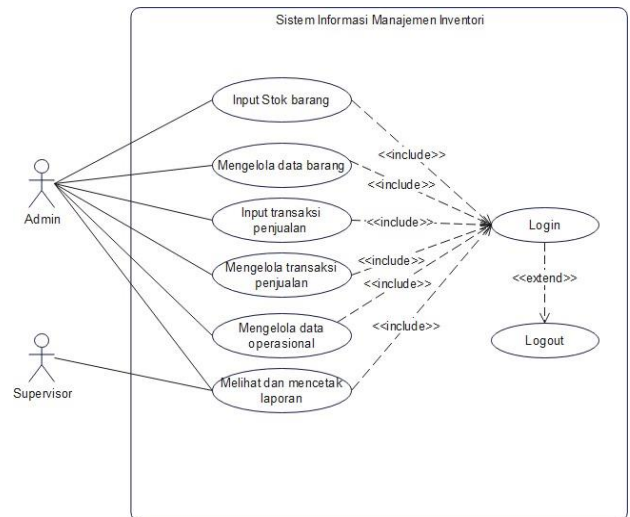 Sistem Informasi Manajemen Inventori
Input Stok barang
<<include>>
Mengelola data barang
<<include>>
Admin
Input transaksi
penjualan
<<include>>
Login
Mengelola transaksi
penjualan
<<include>>
<<include>>
<<extend>>
Mengelola data
operasional
<<include>>
Logout
Supervisor
Melihat dan mencetak
laporan